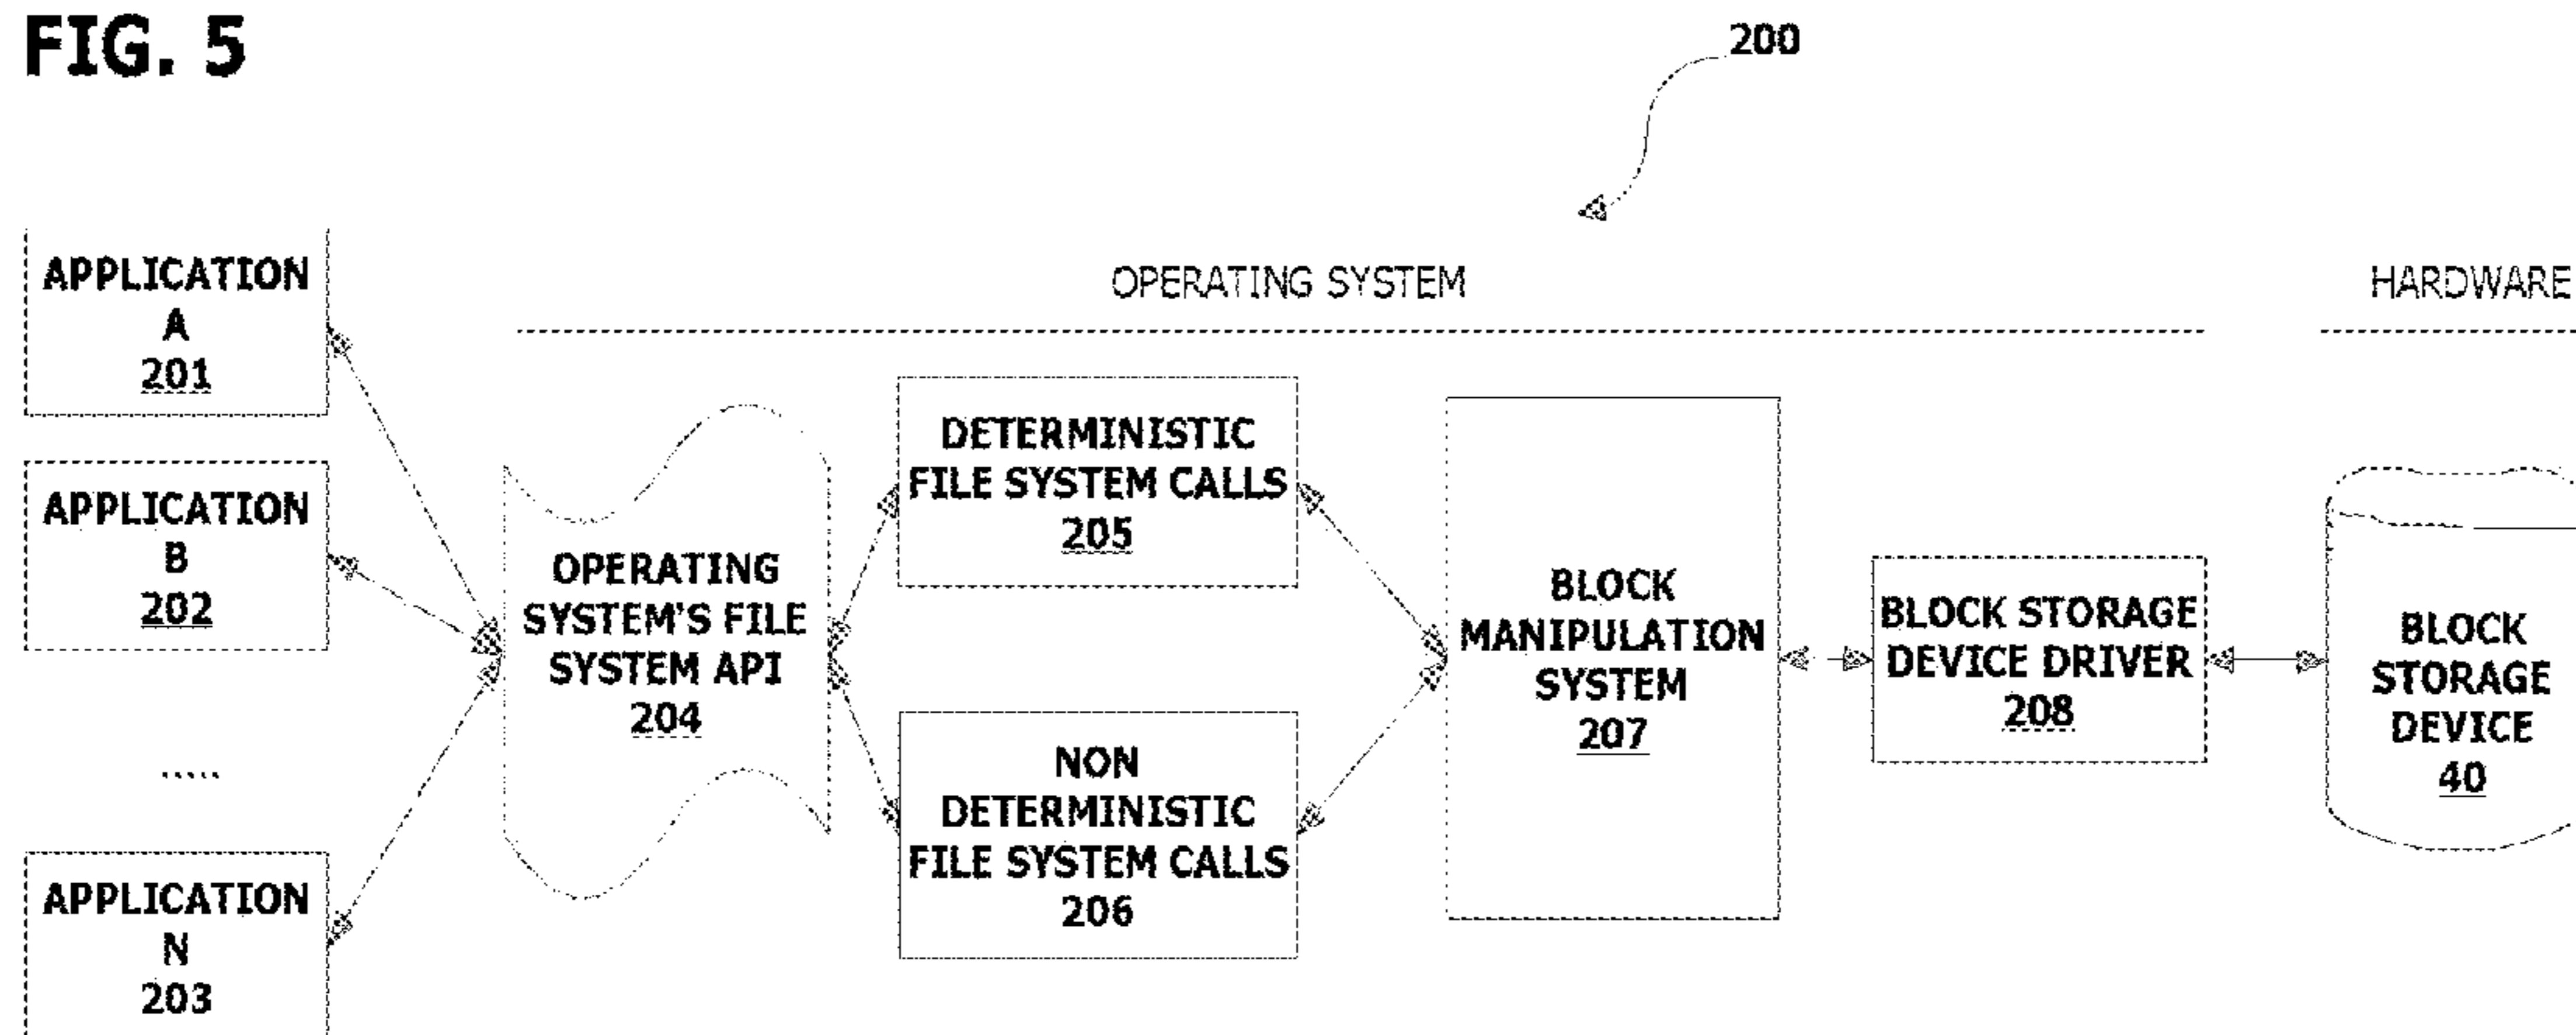 FIG. 5
200
OPERATING SYSTEM
HARDWARE
APPLICATION
A
201
APPLICATION
B
202
.....
APPLICATION
N
203
OPERATING
SYSTEM'S FILE
SYSTEM API
204
DETERMINISTIC
FILE SYSTEM CALLS
205
NON
DETERMINISTIC
FILE SYSTEM CALLS
206
BLOCK
MANIPULATION
SYSTEM
207
BLOCK STORAGE
DEVICE DRIVER
208
BLOCK
STORAGE
DEVICE
40